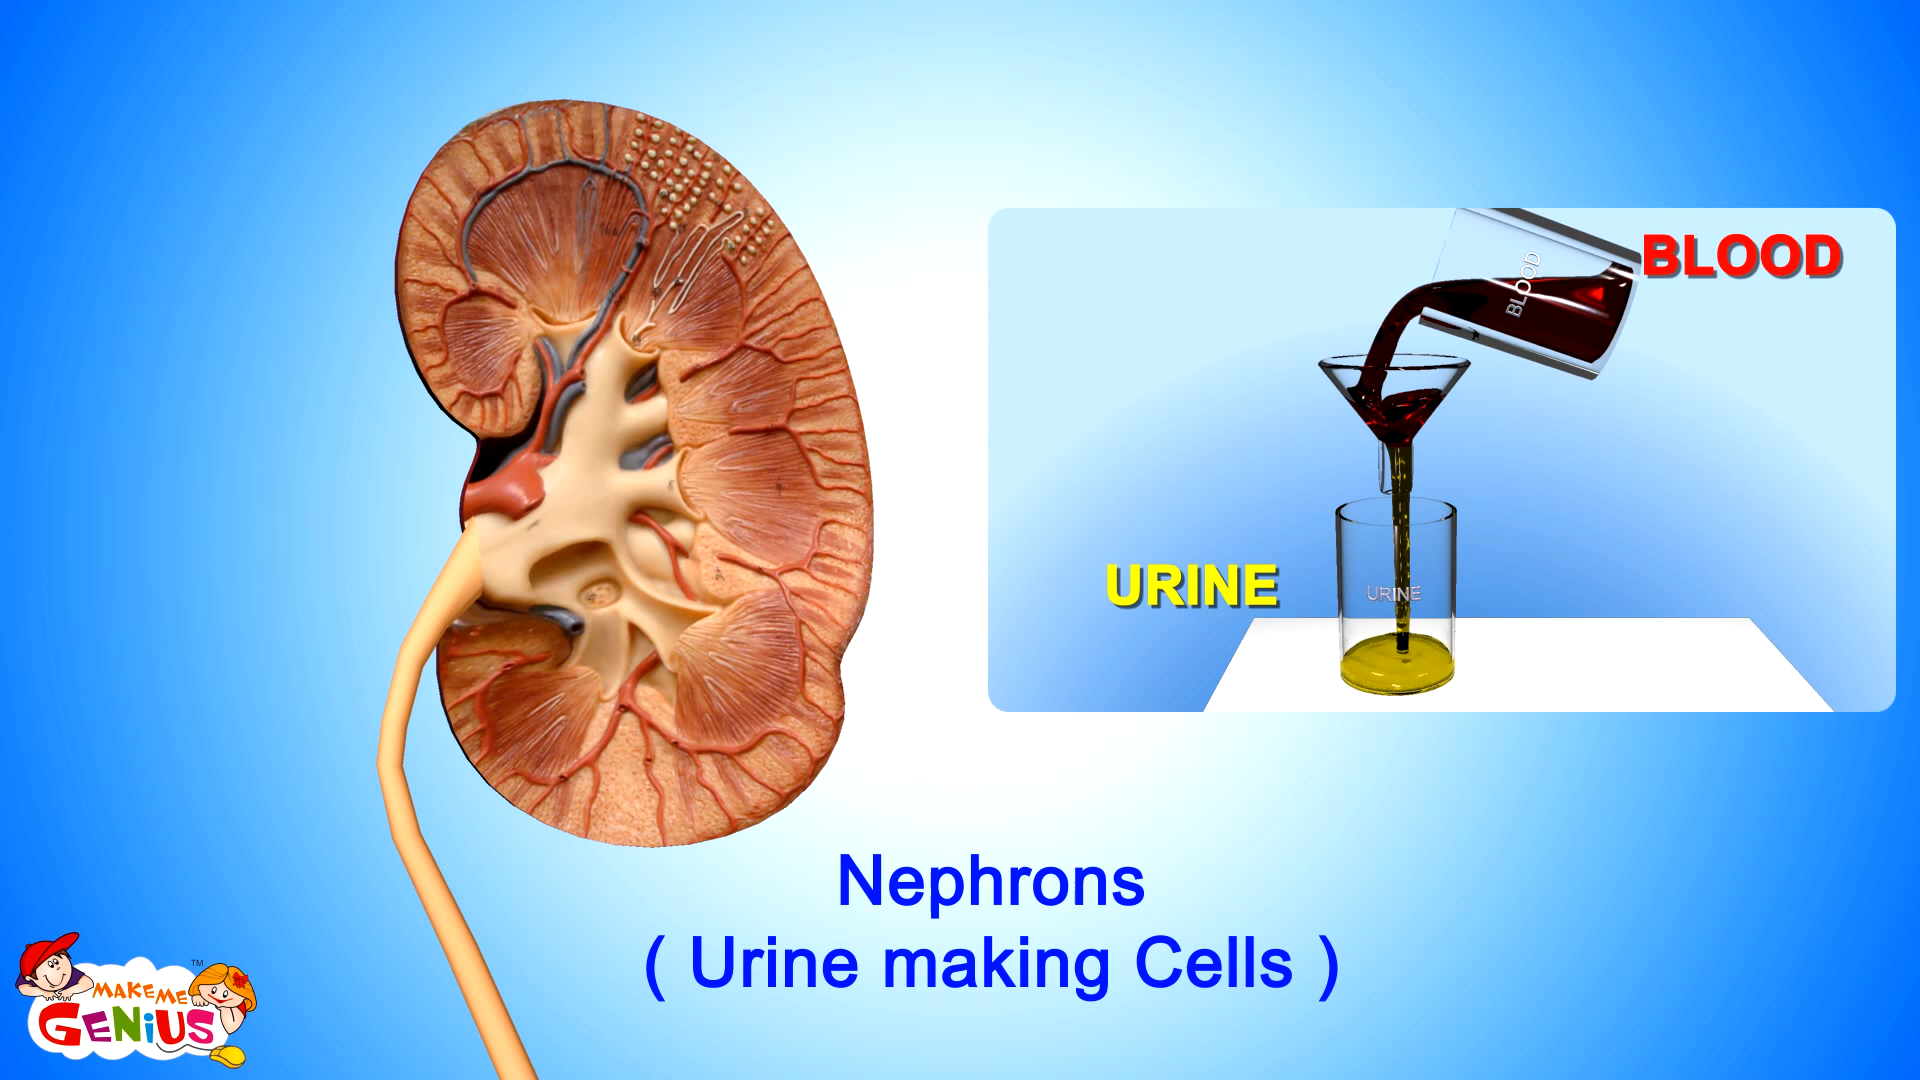 BLOOD
BLOOD
URINE
URINE
Nephrons
( Urine making Cells )
TM
MAKE ME
GENiUS